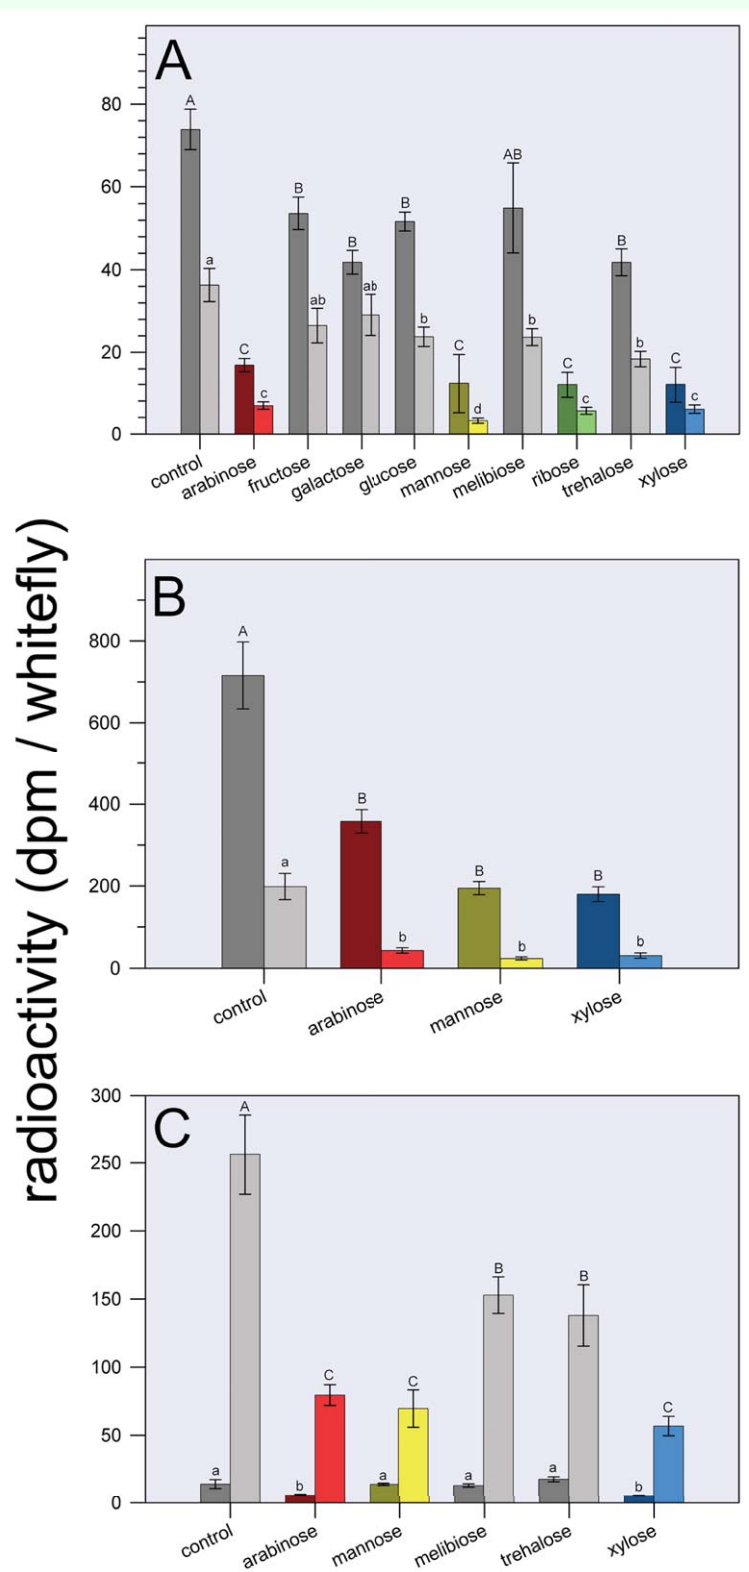 radioactivity (dpm / whitefly)
A
80
60
40
20
0
A
a
C
c
B
ab
B
ab
B
b
C
d
AB
b
C
c
B
b
C
c
control
arabinose
fructose
galactose
glucose
mannose
melibiose
ribose
trehalose
xylose
B
800
600
400
200
0
A
a
B
b
B
b
B
b
control
arabinose
mannose
xylose
C
300
250
200
150
100
50
0
a
A
b
C
a
C
a
B
a
B
b
C
control
arabinose
mannose
melibiose
trehalose
xylose